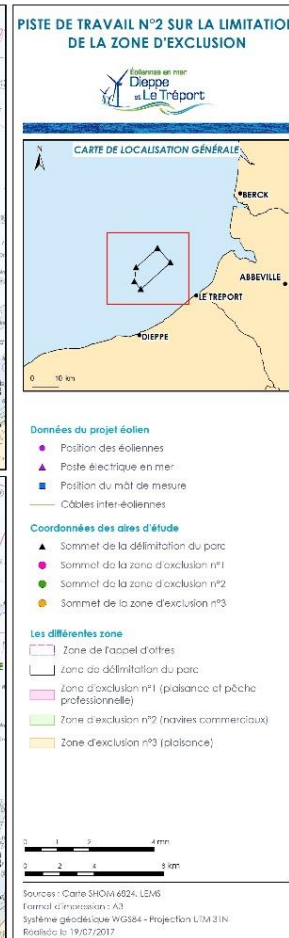 PISTE DE TRAVAIL N°2 SUR LA LIMITATION
DE LA ZONE D'EXCLUSION
Éoliennes en mer
Dieppe
et Le Tréport
N
CARTE DE LOCALISATION GÉNÉRALE
BERCK
ABBEVILLE
LE TREPORT
DIEPPE
0 10 km
Données du projet éolien
Position des éoliennes
Poste électrique en mer
Position du mât de mesure
Câbles inter-éoliennes
Coordonnées des aires d'étude
Sommet de la délimitation du parc
Sommet de la zone d'exclusion n°1
Sommet de la zone d'exclusion n°2
Sommet de la zone d'exclusion n°3
Les différentes zone
Zone de l'appel d'offres
Zone de délimitation du parc
Zone d'exclusion n°1 (plaisance et pêche
professionnelle)
Zone d'exclusion n°2 (navires commerciaux)
Zone d'exclusion n°3 (plaisance)
0 1 2 4 mn
0 2 4 8 km
Sources : Carte SHOM 6824, LEMS
Format d'impression : A3
Système géodésique WGS84 - Projection UTM 31N
Réalisée le 19/07/2017